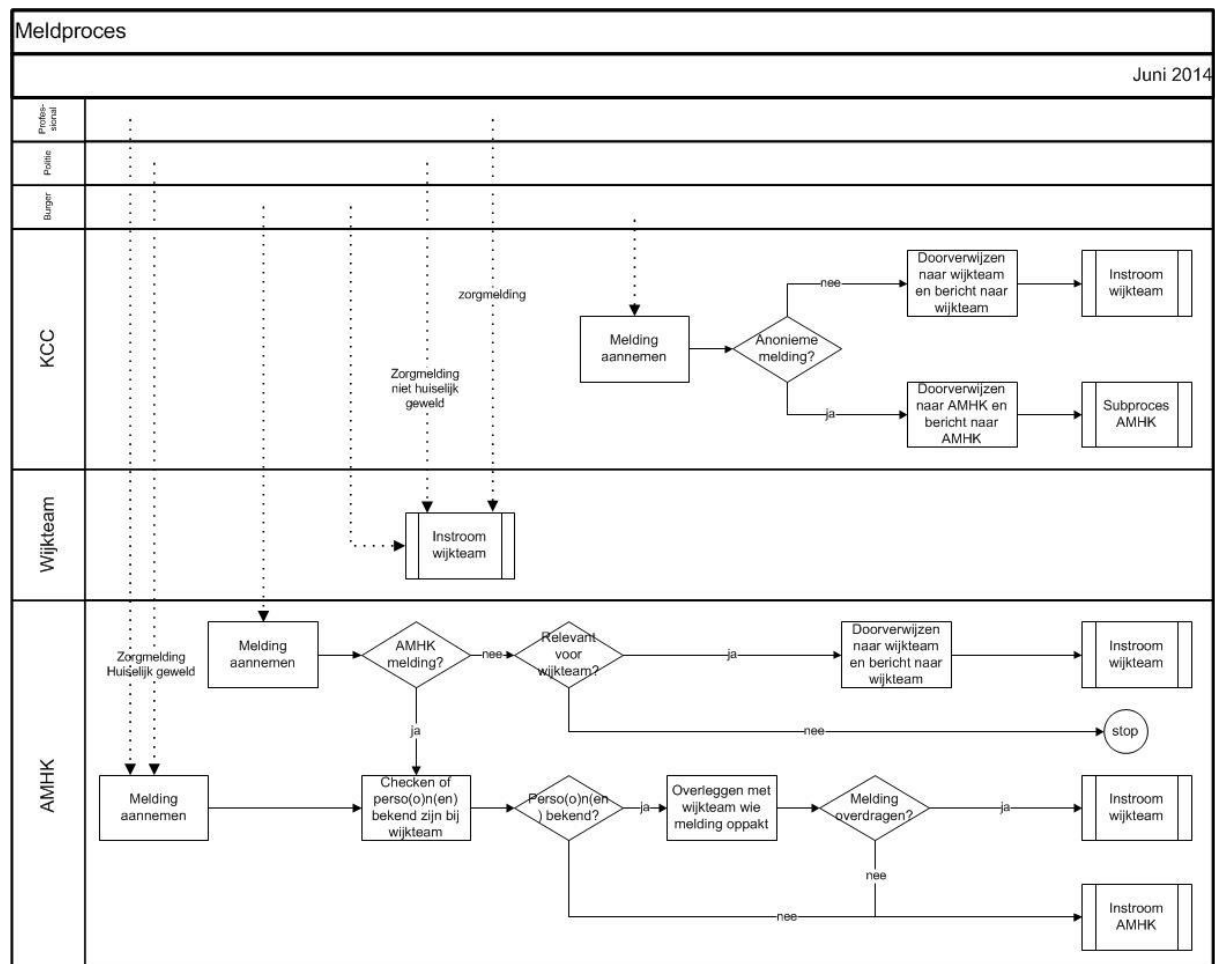 Meldproces
Juni 2014
Profes-
sional
Politie
Burger
KCC
zorgmelding
Zorgmelding
niet huiselijk
geweld
Melding
aannemen
Anonieme
melding?
nee
Doorverwijzen
naar wijkteam
en bericht naar
wijkteam
Instroom
wijkteam
ja
Doorverwijzen
naar AMHK en
bericht naar
AMHK
Subproces
AMHK
Wijkteam
Instroom
wijkteam
AMHK
Zorgmelding
Huiselijk geweld
Melding
aannemen
AMHK
melding?
nee
Relevant
voor
wijkteam?
ja
Doorverwijzen
naar wijkteam
en bericht naar
wijkteam
Instroom
wijkteam
nee
stop
ja
Melding
aannemen
Checken of
perso(o)n(en)
bekend zijn bij
wijkteam
Perso(o)n(en
) bekend?
ja
Overleggen met
wijkteam wie
melding oppakt
Melding
overdragen?
ja
Instroom
wijkteam
nee
nee
Instroom
AMHK